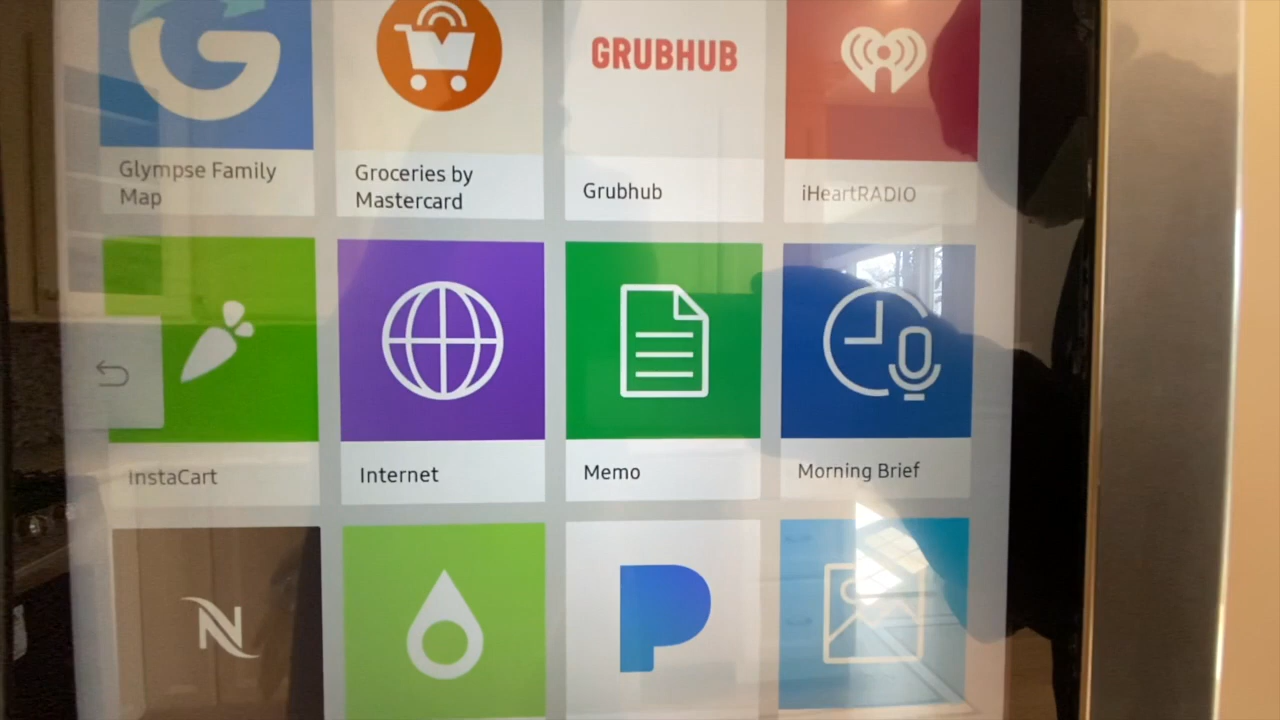 G
GRUBHUB
Glympse Family
Map
Groceries by
Mastercard
Grubhub
iHeartRADIO
InstaCart
Internet
Memo
Morning Brief
N
P